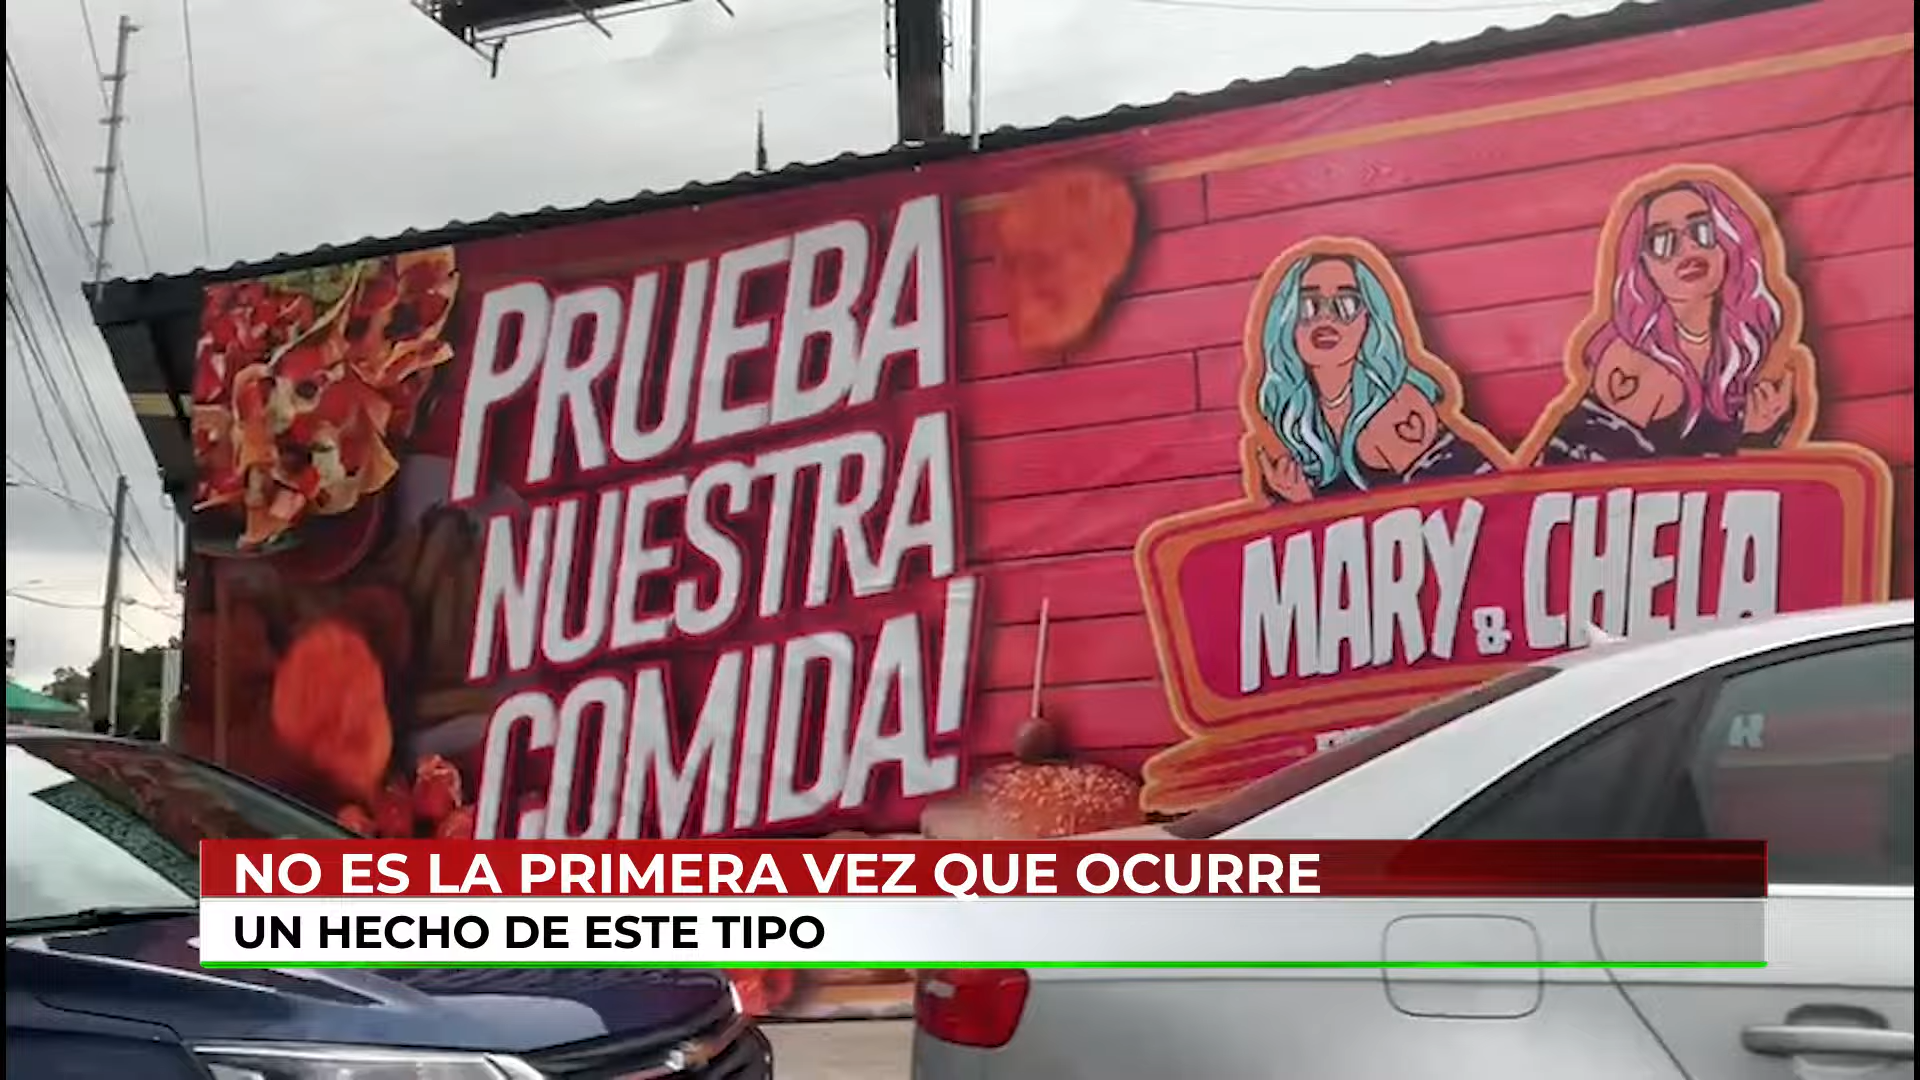 PRUEBA
NUESTRA
COMIDA!
MARY & CHELA
NO ES LA PRIMERA VEZ QUE OCURRE
UN HECHO DE ESTE TIPO